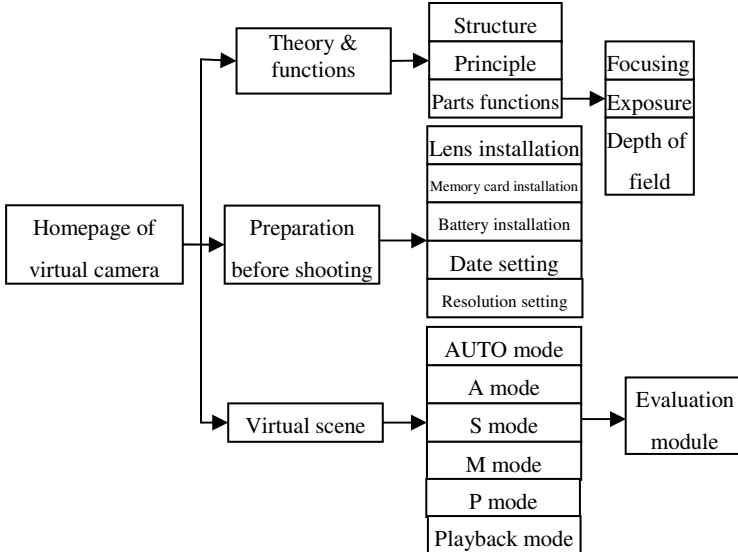 Theory &
functions
Structure
Principle
Parts functions
Focusing
Exposure
Depth of
field
Homepage of
virtual camera
Preparation
before shooting
Lens installation
Memory card installation
Battery installation
Date setting
Resolution setting
Virtual scene
AUTO mode
A mode
S mode
M mode
P mode
Playback mode
Evaluation
module